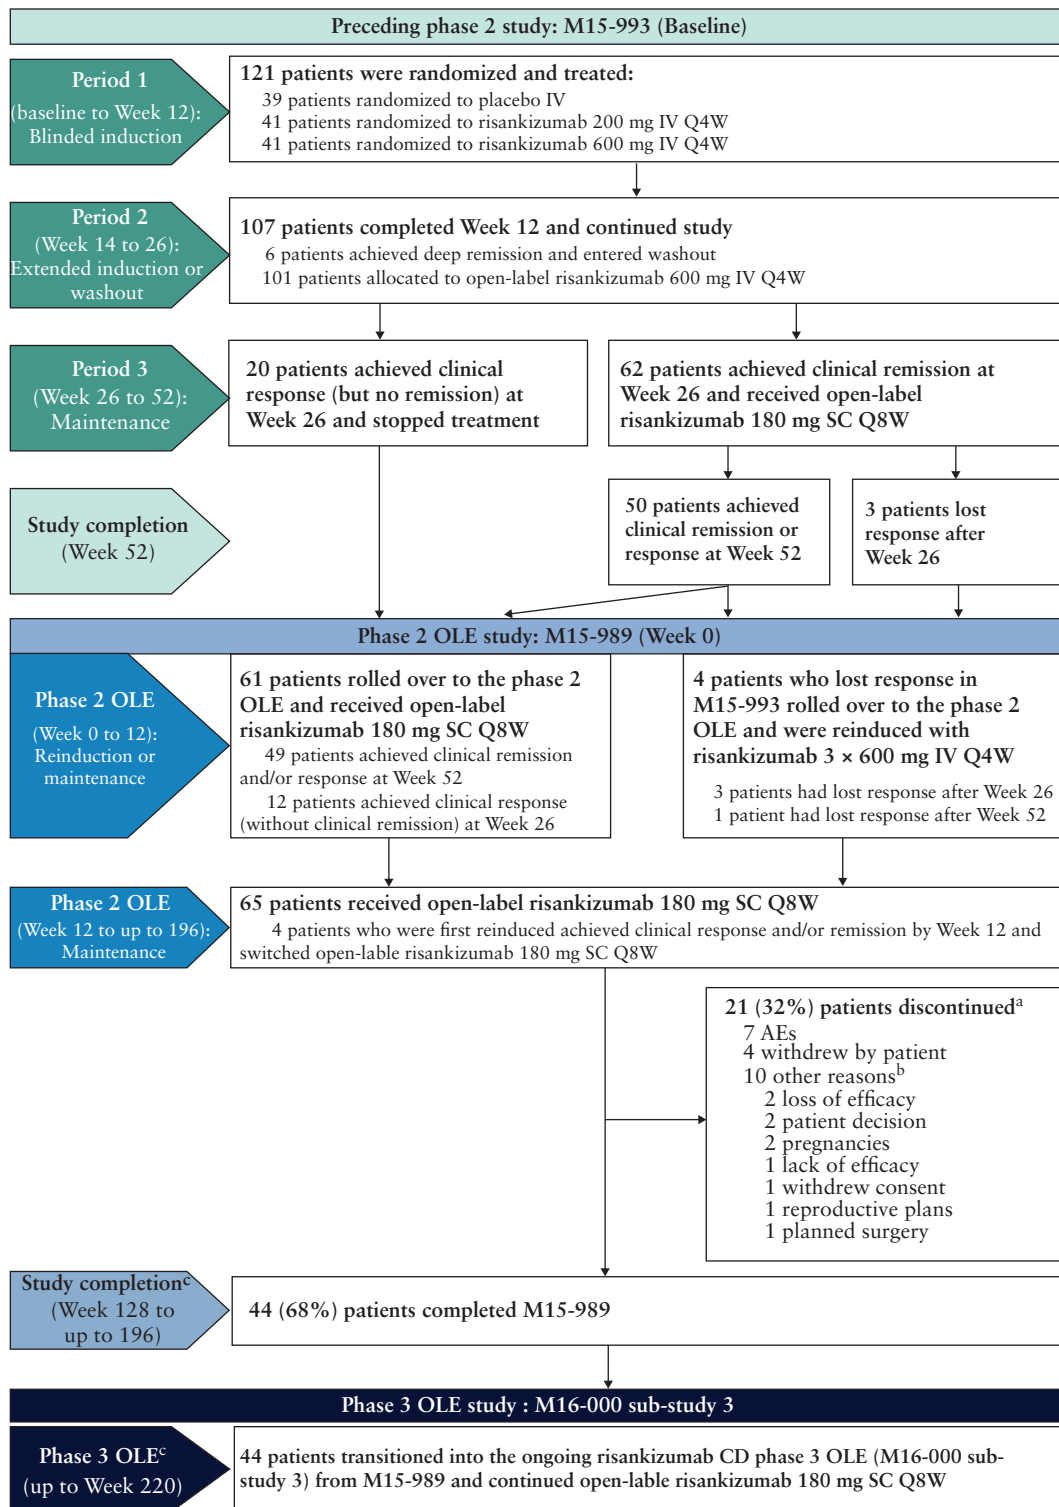 Preceding phase 2 study: M15-993 (Baseline)
Period 1
(baseline to Week 12):
Blinded induction
121 patients were randomized and treated:
39 patients randomized to placebo IV
41 patients randomized to risankizumab 200 mg IV Q4W
41 patients randomized to risankizumab 600 mg IV Q4W
Period 2
(Week 14 to 26):
Extended induction or
washout
107 patients completed Week 12 and continued study
6 patients achieved deep remission and entered washout
101 patients allocated to open-label risankizumab 600 mg IV Q4W
Period 3
(Week 26 to 52):
Maintenance
20 patients achieved clinical
response (but no remission) at
Week 26 and stopped treatment
62 patients achieved clinical remission at
Week 26 and received open-label
risankizumab 180 mg SC Q8W
Study completion
(Week 52)
50 patients achieved
clinical remission or
response at Week 52
3 patients lost
response after
Week 26
Phase 2 OLE study: M15-989 (Week 0)
Phase 2 OLE
(Week 0 to 12):
Reinduction or
maintenance
61 patients rolled over to the phase 2
OLE and received open-label
risankizumab 180 mg SC Q8W
49 patients achieved clinical remission
and/or response at Week 52
12 patients achieved clinical response
(without clinical remission) at Week 26
4 patients who lost response in
M15-993 rolled over to the phase 2
OLE and were reinduced with
risankizumab 3 × 600 mg IV Q4W
3 patients had lost response after Week 26
1 patient had lost response after Week 52
Phase 2 OLE
(Week 12 to up to 196):
Maintenance
65 patients received open-label risankizumab 180 mg SC Q8W
4 patients who were first reinduced achieved clinical response and/or remission by Week 12 and
switched open-lable risankizumab 180 mg SC Q8W
21 (32%) patients discontinuedᵃ
7 AEs
4 withdrew by patient
10 other reasonsᵇ
2 loss of efficacy
2 patient decision
2 pregnancies
1 lack of efficacy
1 withdrew consent
1 reproductive plans
1 planned surgery
Study completionᶜ
(Week 128 to
up to 196)
44 (68%) patients completed M15-989
Phase 3 OLE study : M16-000 sub-study 3
Phase 3 OLEᶜ
(up to Week 220)
44 patients transitioned into the ongoing risankizumab CD phase 3 OLE (M16-000 sub-
study 3) from M15-989 and continued open-lable risankizumab 180 mg SC Q8W